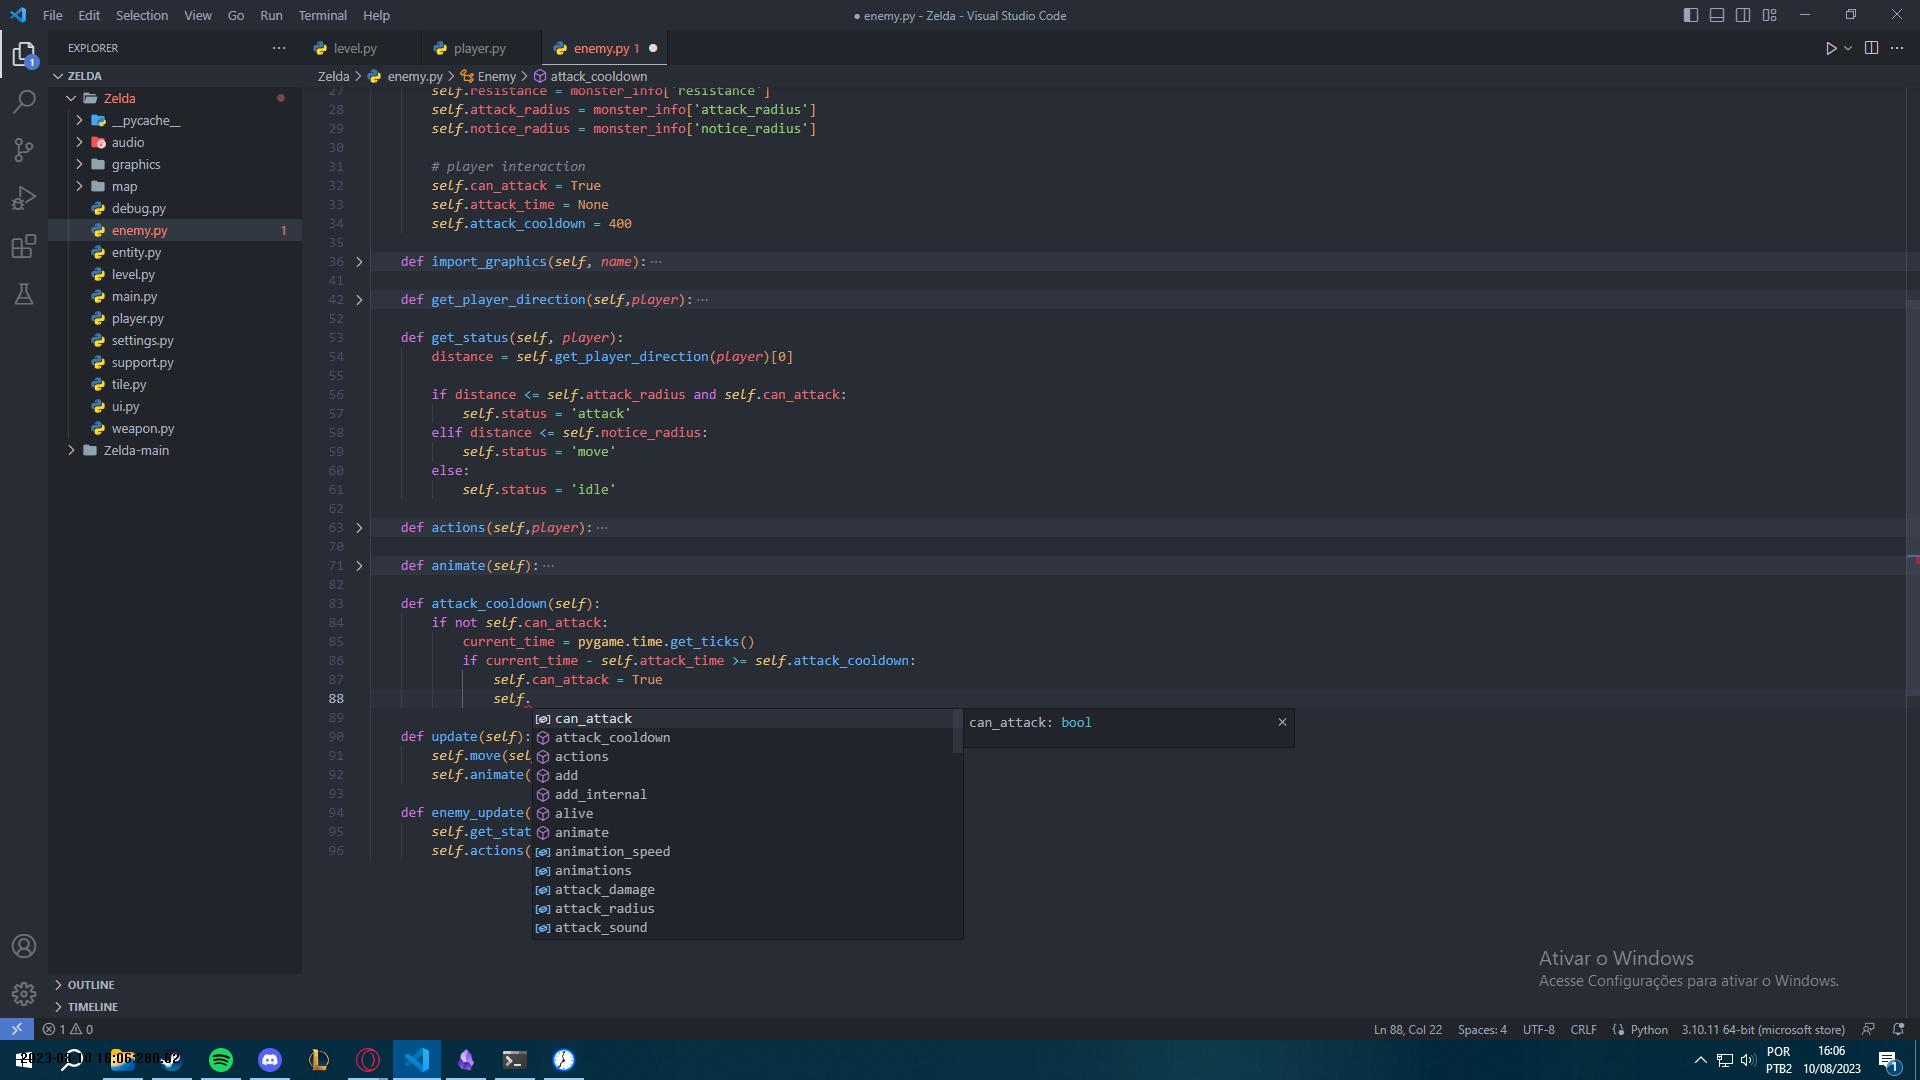 File Edit Selection View Go Run Terminal Help
● enemy.py - Zelda - Visual Studio Code
EXPLORER
level.py
player.py
enemy.py 1
ZELDA
Zelda
__pycache__
audio
graphics
map
debug.py
enemy.py 1
entity.py
level.py
main.py
player.py
settings.py
support.py
tile.py
ui.py
weapon.py
Zelda-main
OUTLINE
TIMELINE
Zelda > enemy.py > Enemy > attack_cooldown
27 self.resistance = monster_info['resistance']
28 self.attack_radius = monster_info['attack_radius']
29 self.notice_radius = monster_info['notice_radius']
30
31 # player interaction
32 self.can_attack = True
33 self.attack_time = None
34 self.attack_cooldown = 400
35
36 def import_graphics(self, name):···
41
42 def get_player_direction(self,player):···
52
53 def get_status(self, player):
54 distance = self.get_player_direction(player)[0]
55
56 if distance <= self.attack_radius and self.can_attack:
57 self.status = 'attack'
58 elif distance <= self.notice_radius:
59 self.status = 'move'
60 else:
61 self.status = 'idle'
62
63 def actions(self,player):···
70
71 def animate(self):···
82
83 def attack_cooldown(self):
84 if not self.can_attack:
85 current_time = pygame.time.get_ticks()
86 if current_time - self.attack_time >= self.attack_cooldown:
87 self.can_attack = True
88 self.
89
90 def update(self):
91 self.move(sel
92 self.animate(
93
94 def enemy_update(
95 self.get_stat
96 self.actions(
can_attack
attack_cooldown
actions
add
add_internal
alive
animate
animation_speed
animations
attack_damage
attack_radius
attack_sound
can_attack: bool
Ativar o Windows
Acesse Configurações para ativar o Windows.
1 0
Ln 88, Col 22 Spaces: 4 UTF-8 CRLF Python 3.10.11 64-bit (microsoft store)
POR
PTB2
16:06
10/08/2023
1